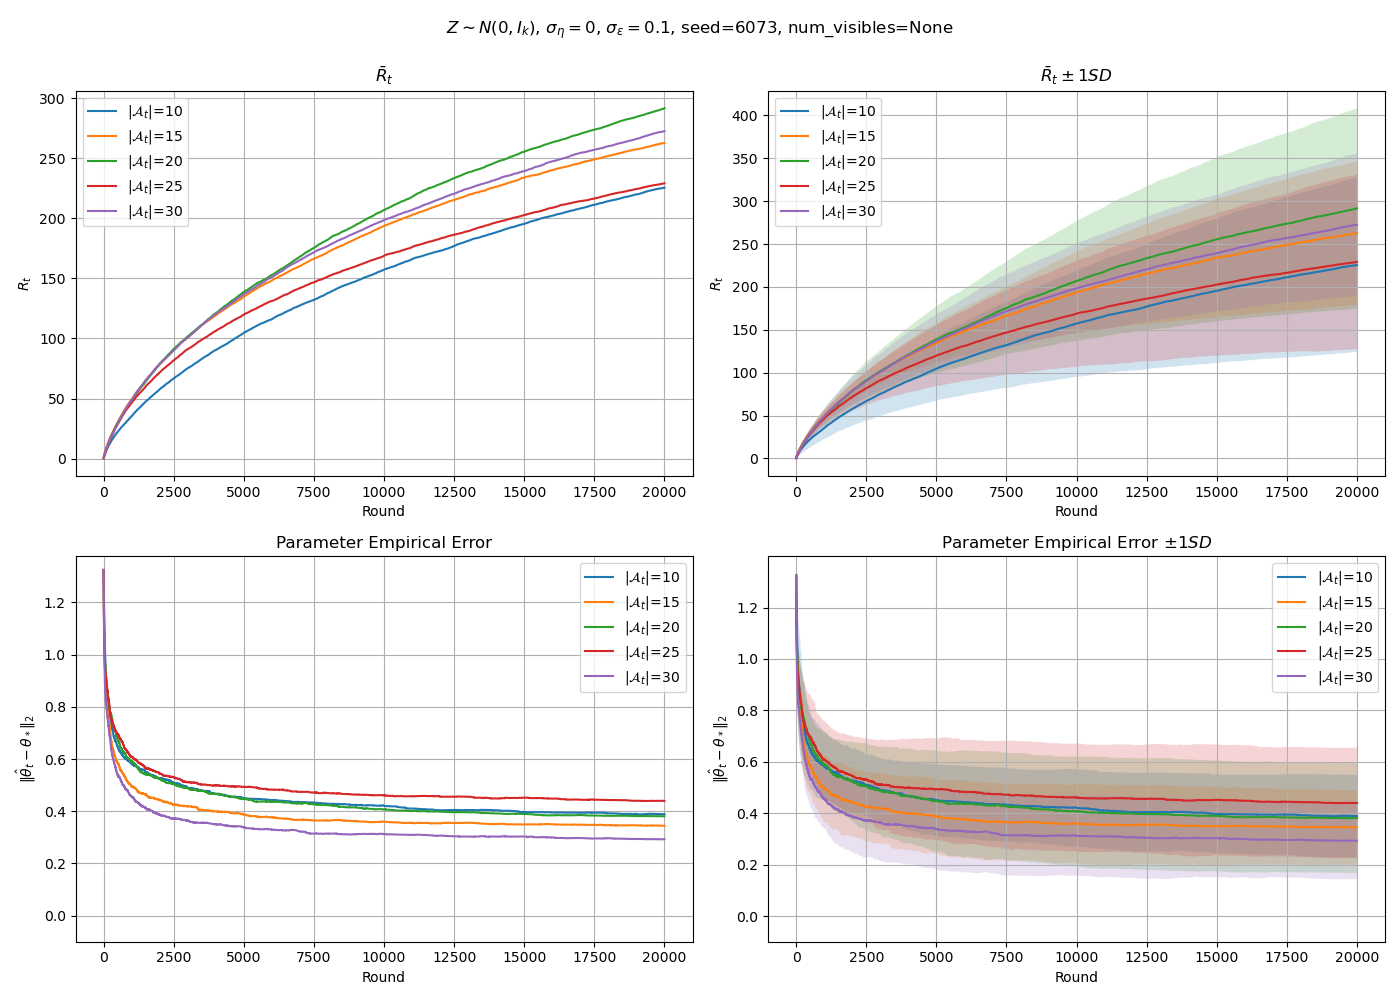 Z ∼ N(0, I_k), σ_η = 0, σ_ε = 0.1, seed=6073, num_visibles=None
R̄_t
R_t
300
250
200
150
100
50
0
|𝒜_t|=10
|𝒜_t|=15
|𝒜_t|=20
|𝒜_t|=25
|𝒜_t|=30
0 2500 5000 7500 10000 12500 15000 17500 20000
Round
R̄_t ± 1SD
R_t
400
350
300
250
200
150
100
50
0
|𝒜_t|=10
|𝒜_t|=15
|𝒜_t|=20
|𝒜_t|=25
|𝒜_t|=30
0 2500 5000 7500 10000 12500 15000 17500 20000
Round
Parameter Empirical Error
‖θ̂_t − θ_*‖_2
1.2
1.0
0.8
0.6
0.4
0.2
0.0
|𝒜_t|=10
|𝒜_t|=15
|𝒜_t|=20
|𝒜_t|=25
|𝒜_t|=30
0 2500 5000 7500 10000 12500 15000 17500 20000
Round
Parameter Empirical Error ±1SD
‖θ̂_t − θ_*‖_2
1.2
1.0
0.8
0.6
0.4
0.2
0.0
|𝒜_t|=10
|𝒜_t|=15
|𝒜_t|=20
|𝒜_t|=25
|𝒜_t|=30
0 2500 5000 7500 10000 12500 15000 17500 20000
Round